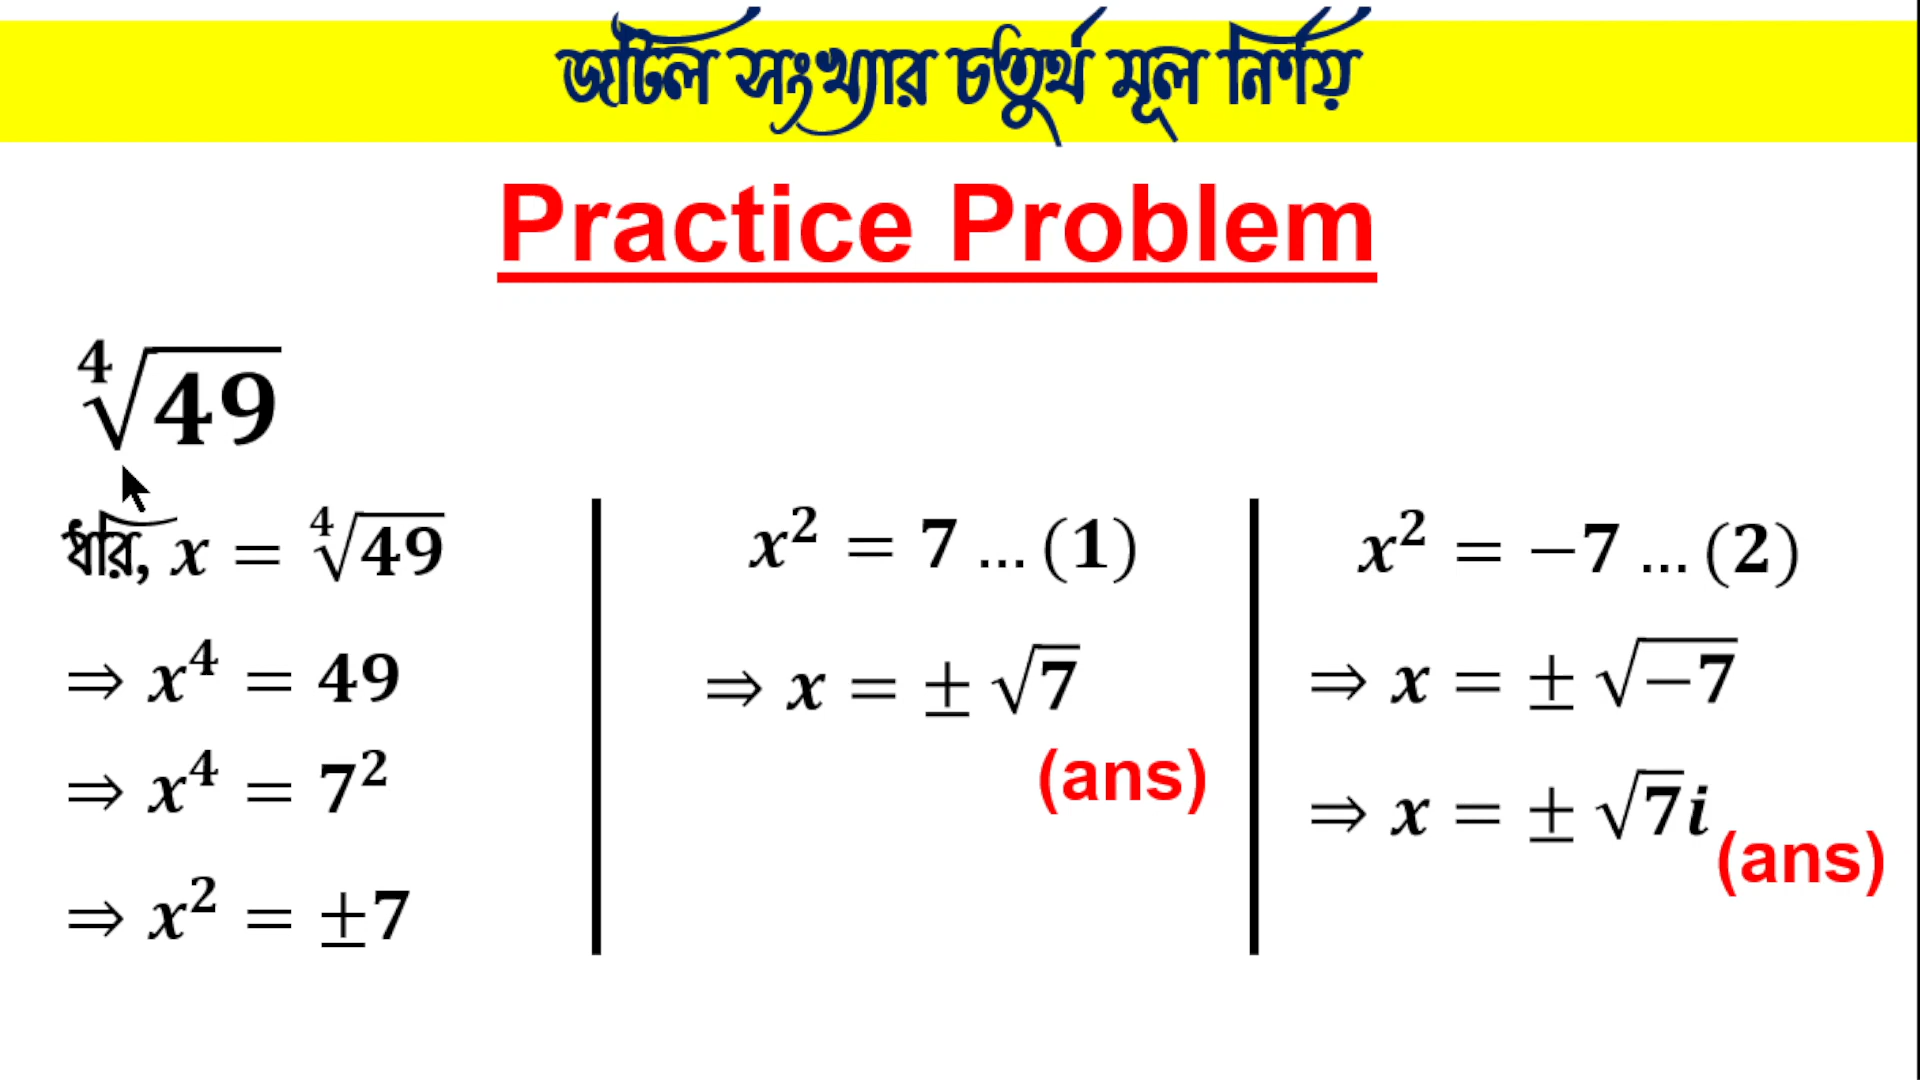 জটিল সংখ্যার চতুর্থ মূল নির্ণয়
Practice Problem
∜49
ধরি, x = ∜49
⇒ x⁴ = 49
⇒ x⁴ = 7²
⇒ x² = ±7
x² = 7 ... (1)
⇒ x = ± √7
(ans)
x² = −7 ... (2)
⇒ x = ± √−7
⇒ x = ± √7i
(ans)